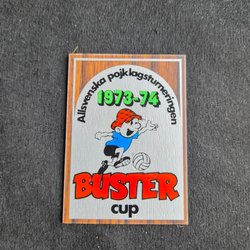 Allsvenska pojklagsturneringen
1973-74
BUSTER
cup